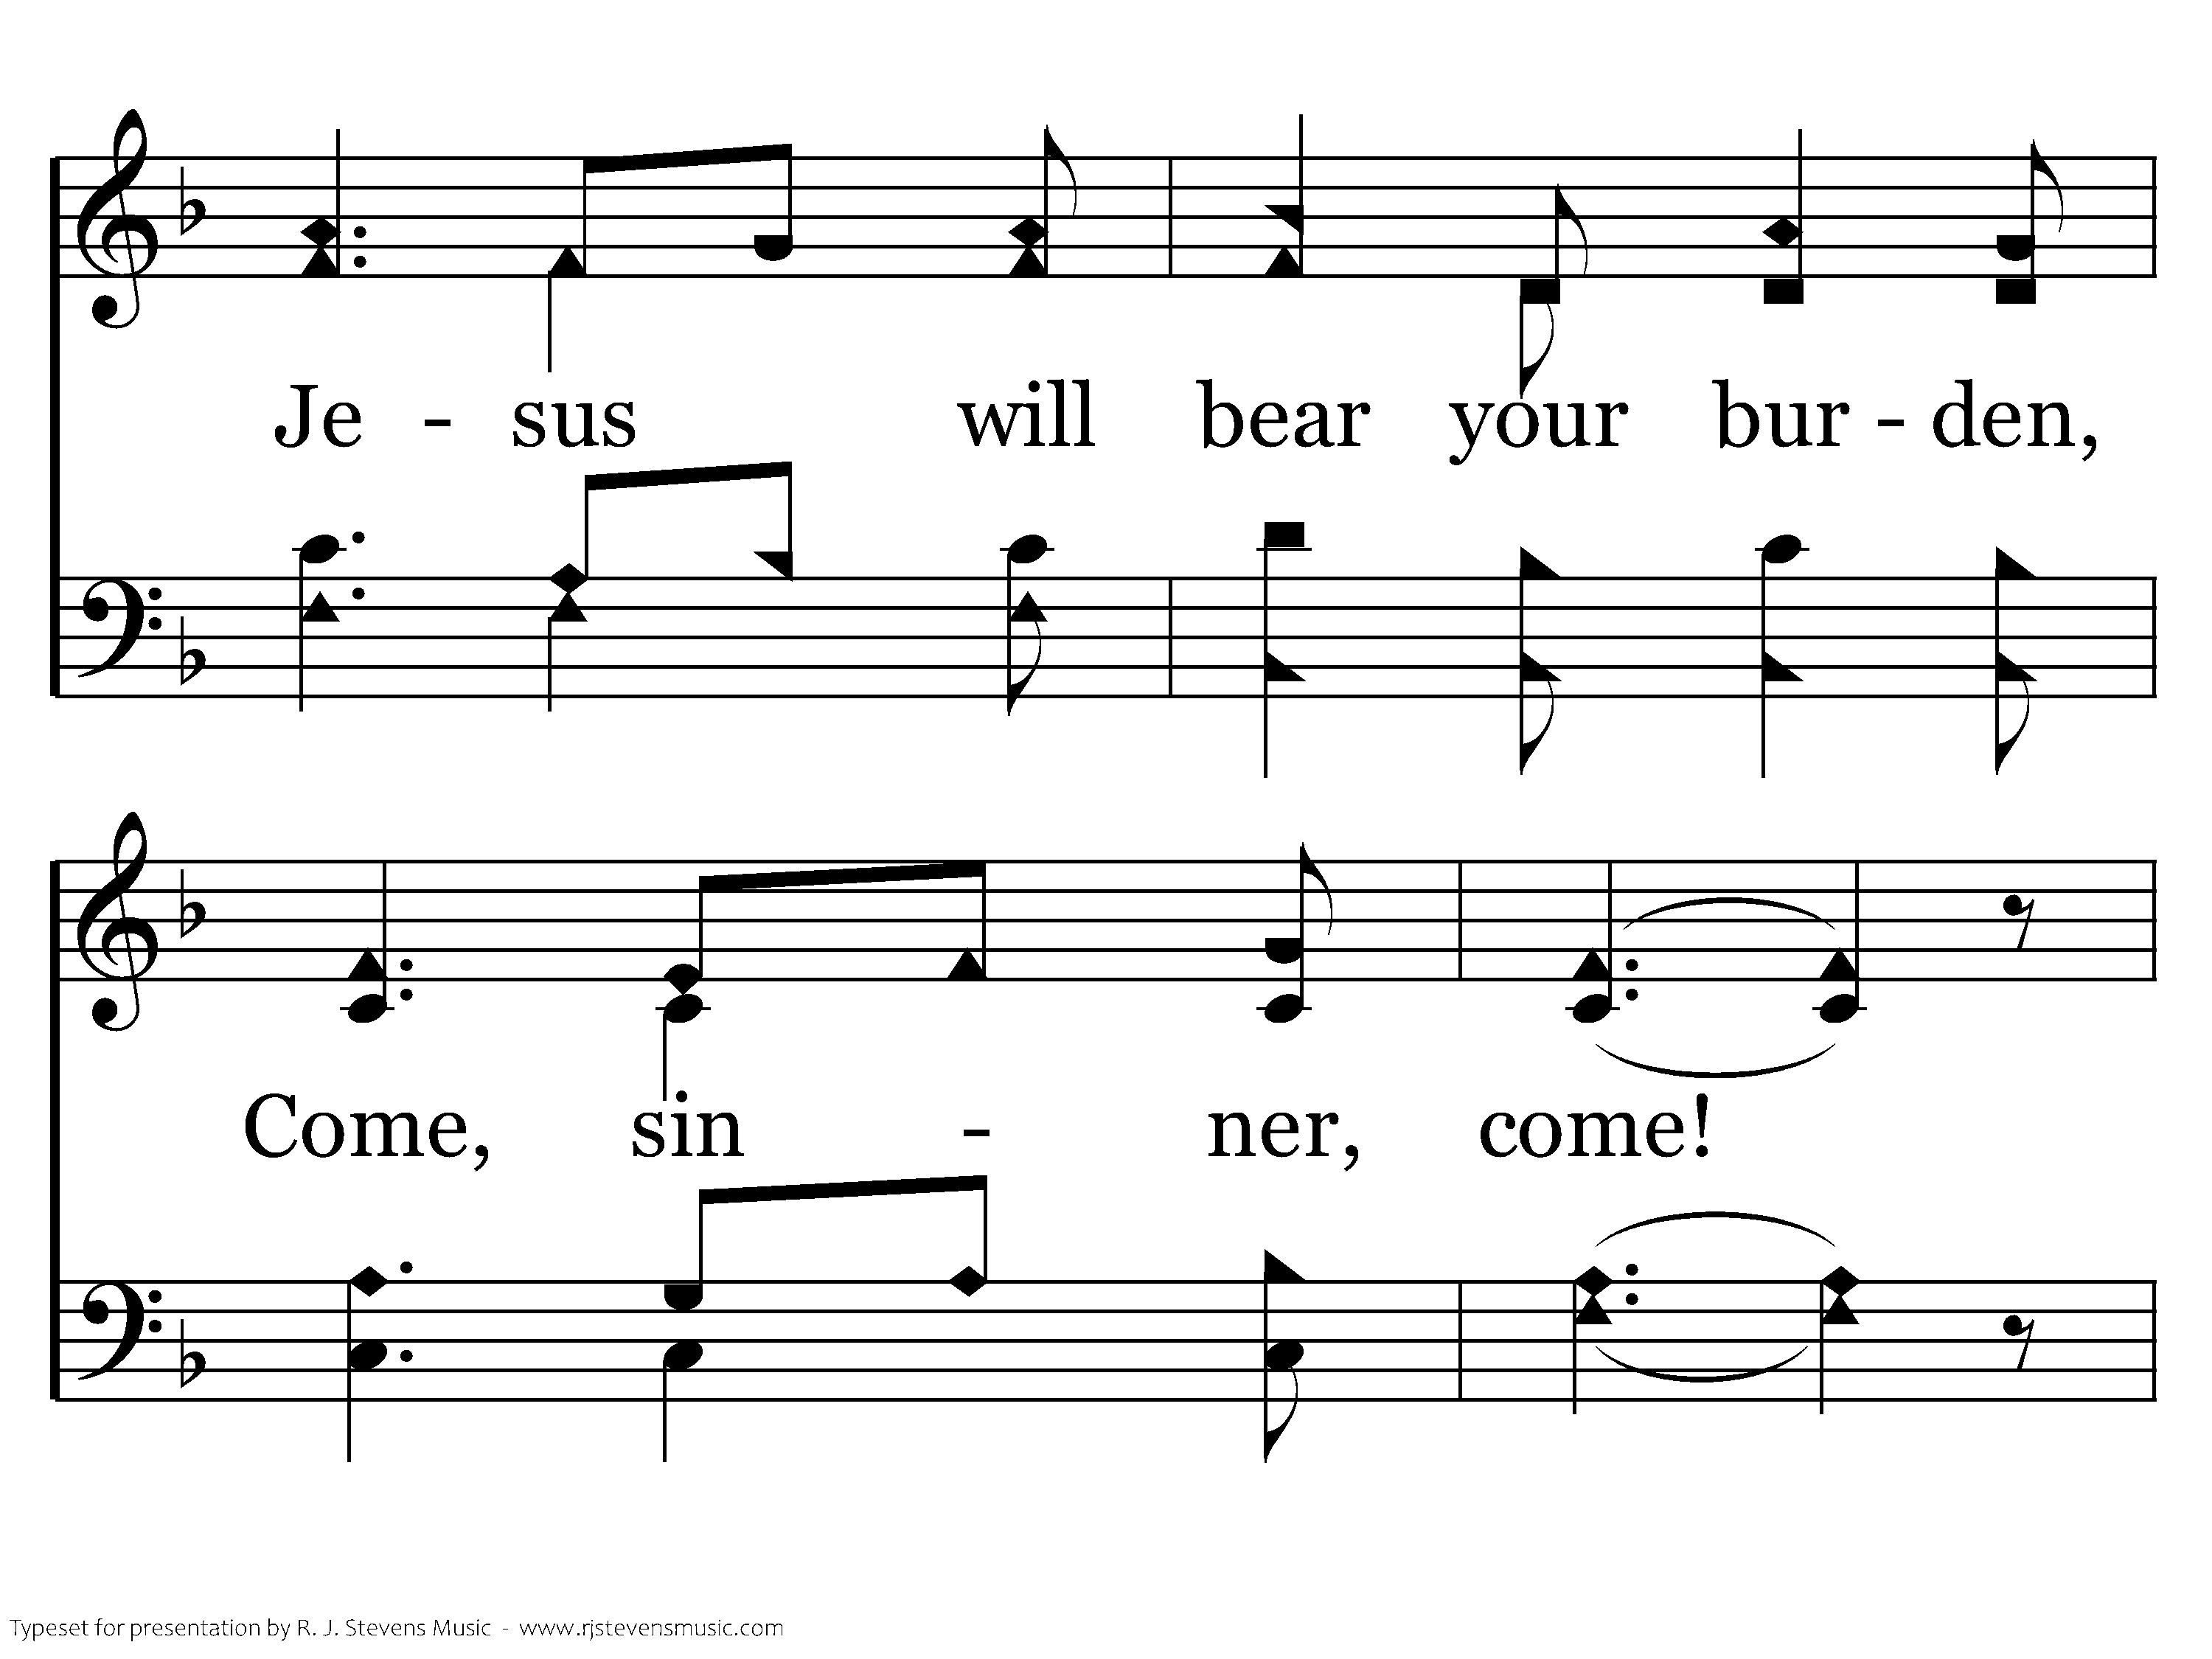 Je - sus will bear your bur - den,
Come, sin - ner, come!
Typeset for presentation by R. J. Stevens Music - www.rjstevensmusic.com